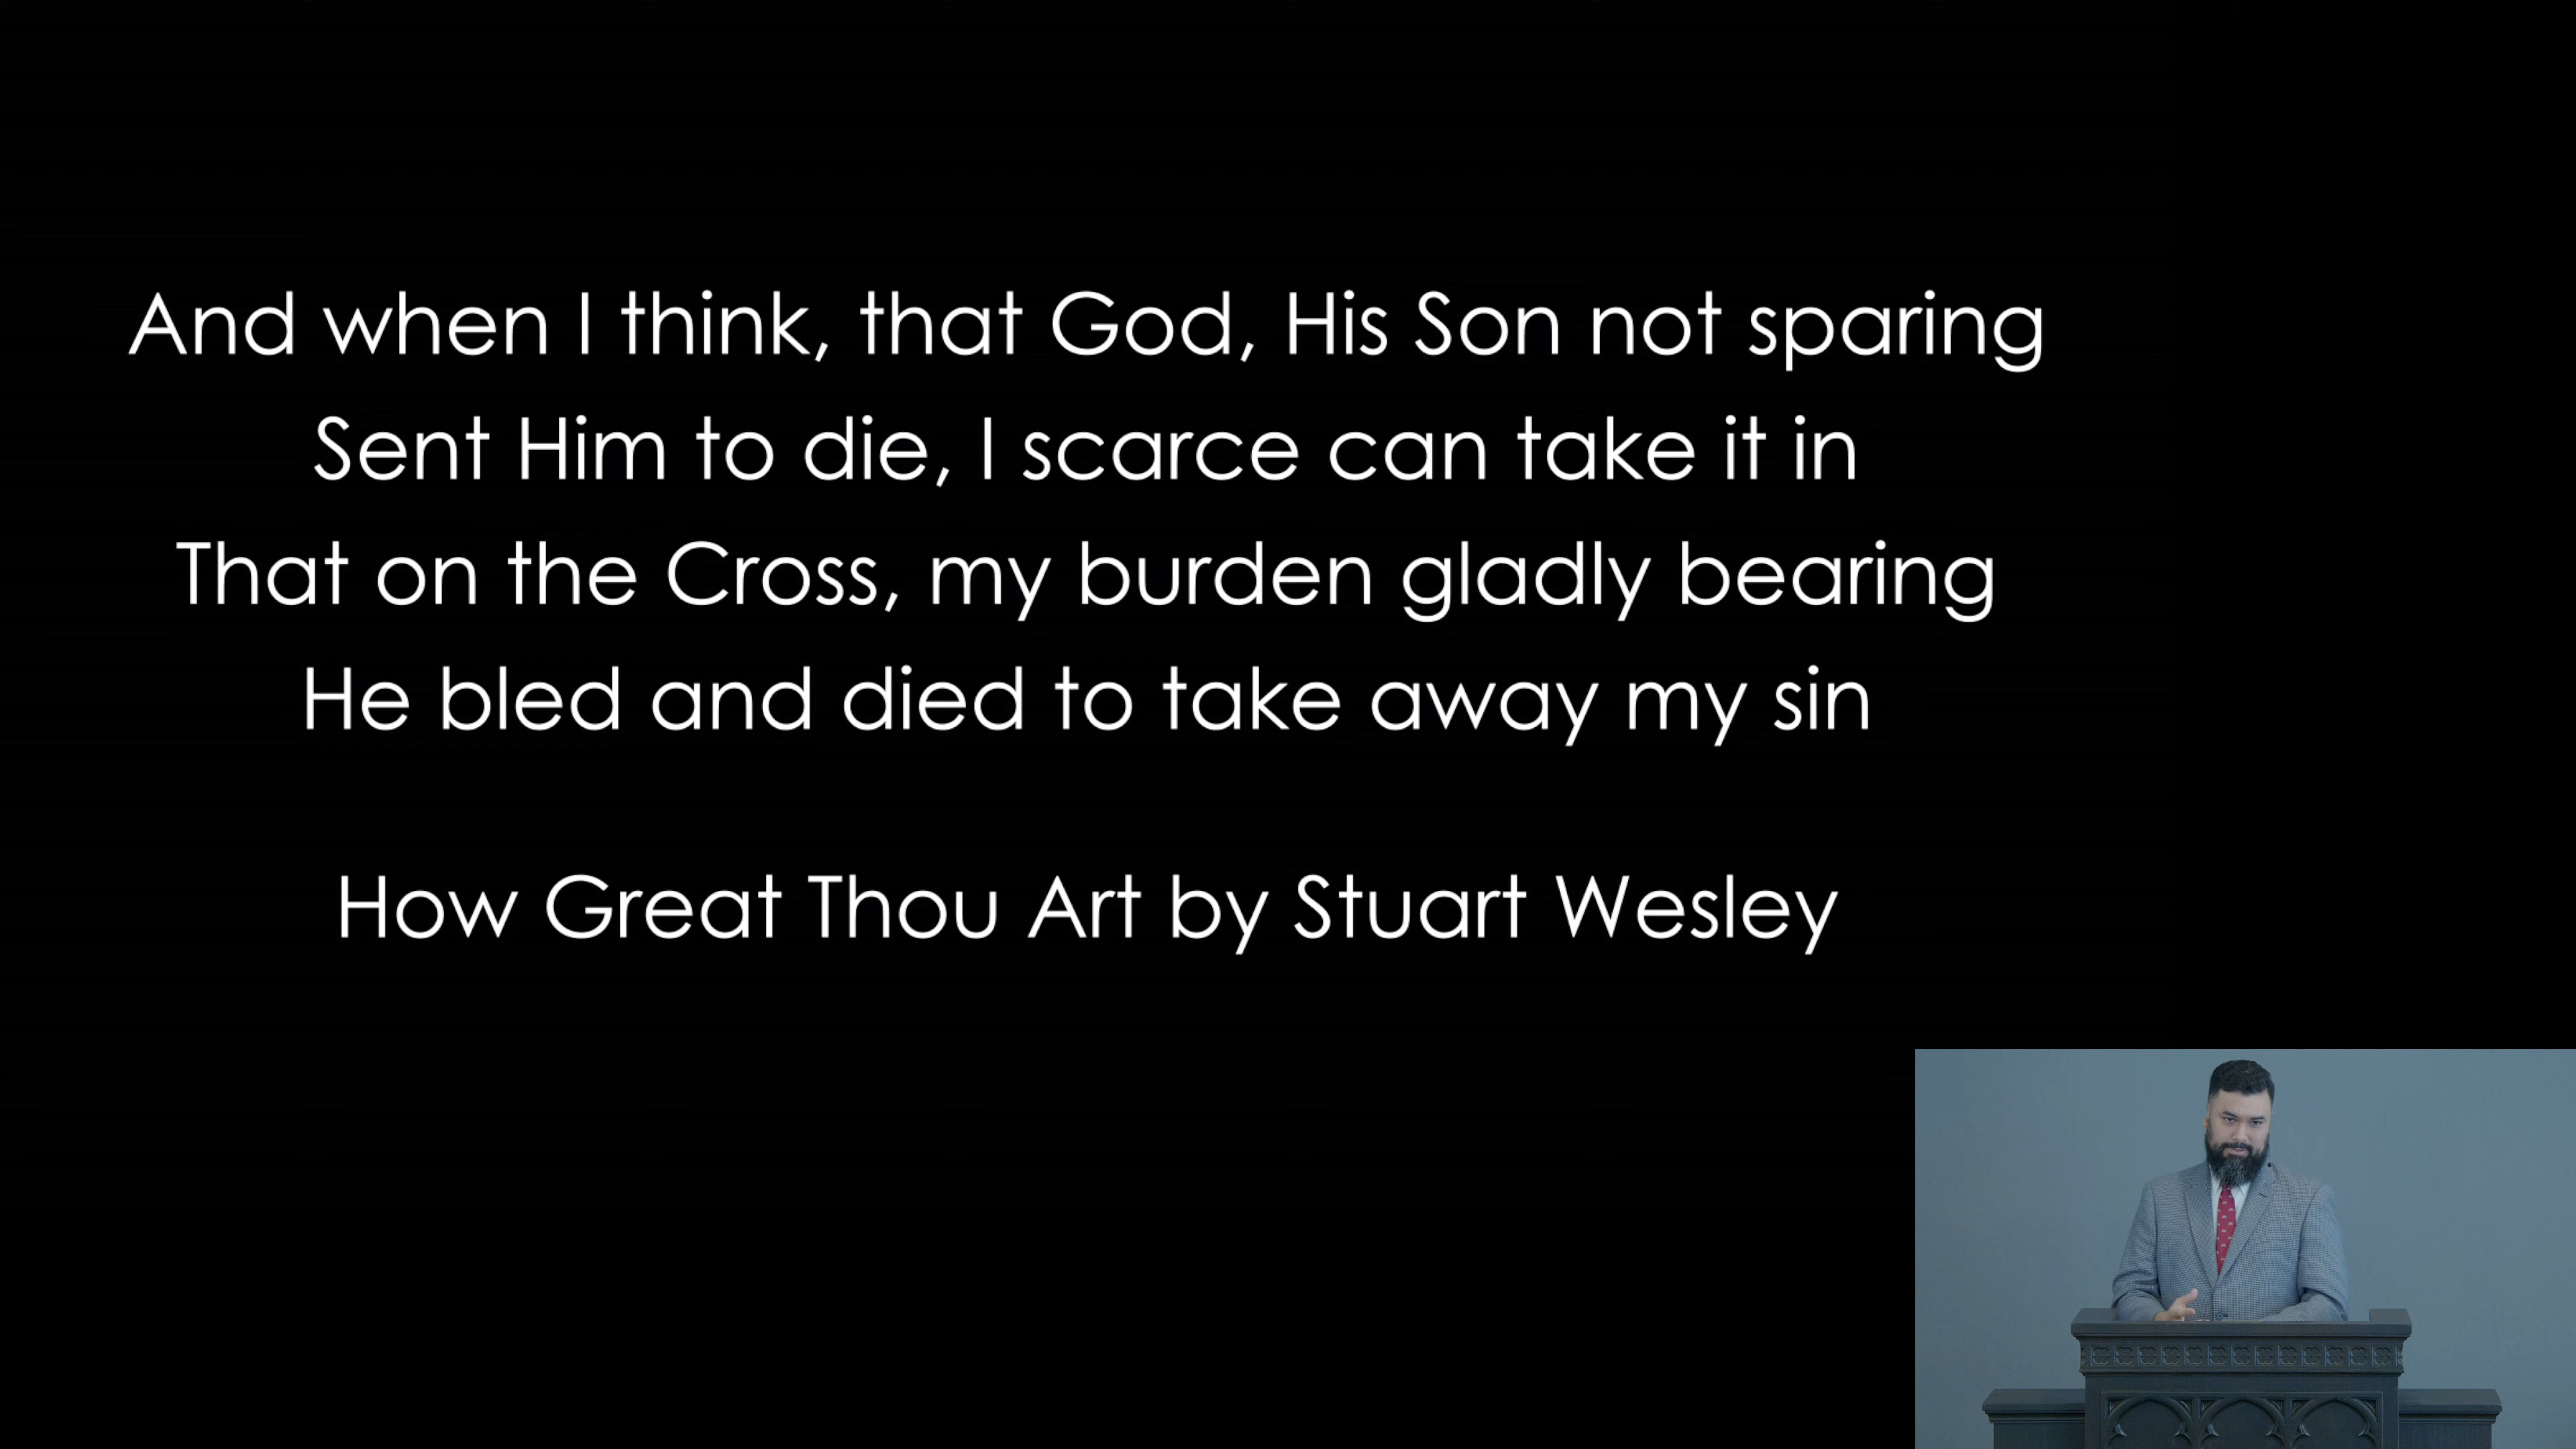 And when I think, that God, His Son not sparing
Sent Him to die, I scarce can take it in
That on the Cross, my burden gladly bearing
He bled and died to take away my sin
How Great Thou Art by Stuart Wesley